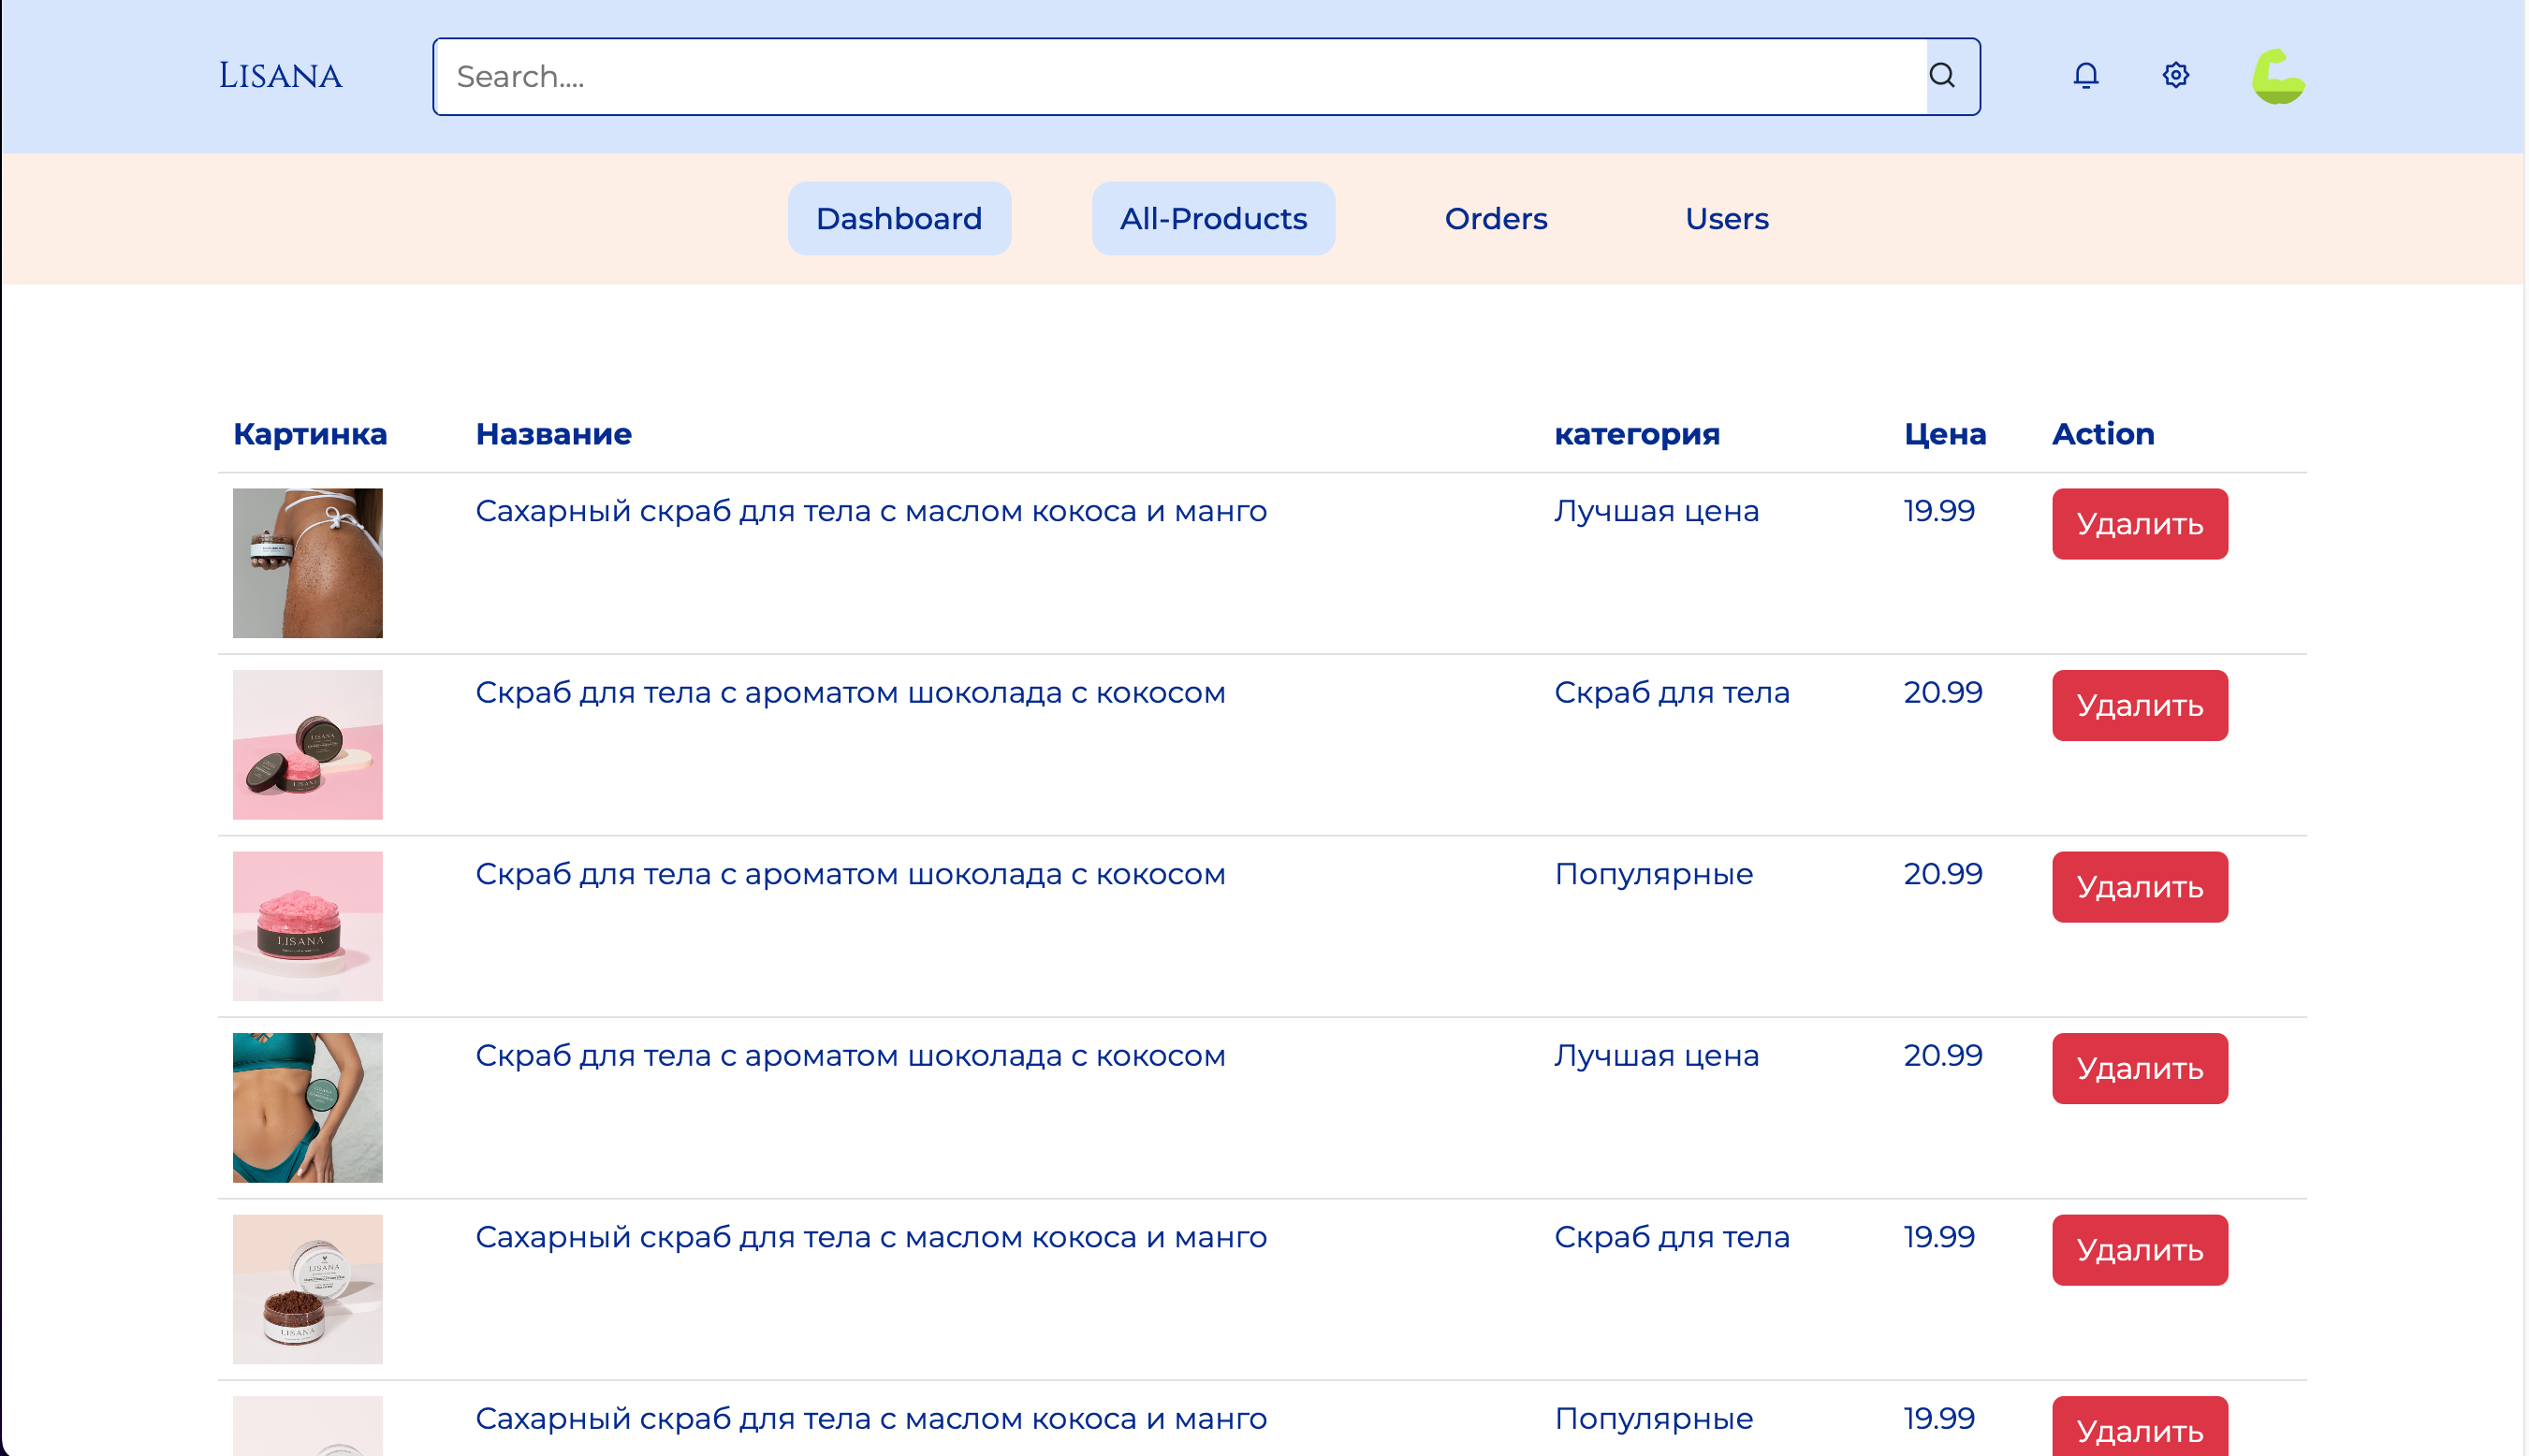 LISANA
Search....
Dashboard All-Products Orders Users
Картинка Название категория Цена Action
Сахарный скраб для тела с маслом кокоса и манго Лучшая цена 19.99 Удалить
Скраб для тела с ароматом шоколада с кокосом Скраб для тела 20.99 Удалить
LISANA
LISANA
Скраб для тела с ароматом шоколада с кокосом Популярные 20.99 Удалить
LISANA
Скраб для тела с ароматом шоколада с кокосом Лучшая цена 20.99 Удалить
Сахарный скраб для тела с маслом кокоса и манго Скраб для тела 19.99 Удалить
LISANA
LISANA
Сахарный скраб для тела с маслом кокоса и манго Популярные 19.99 Удалить